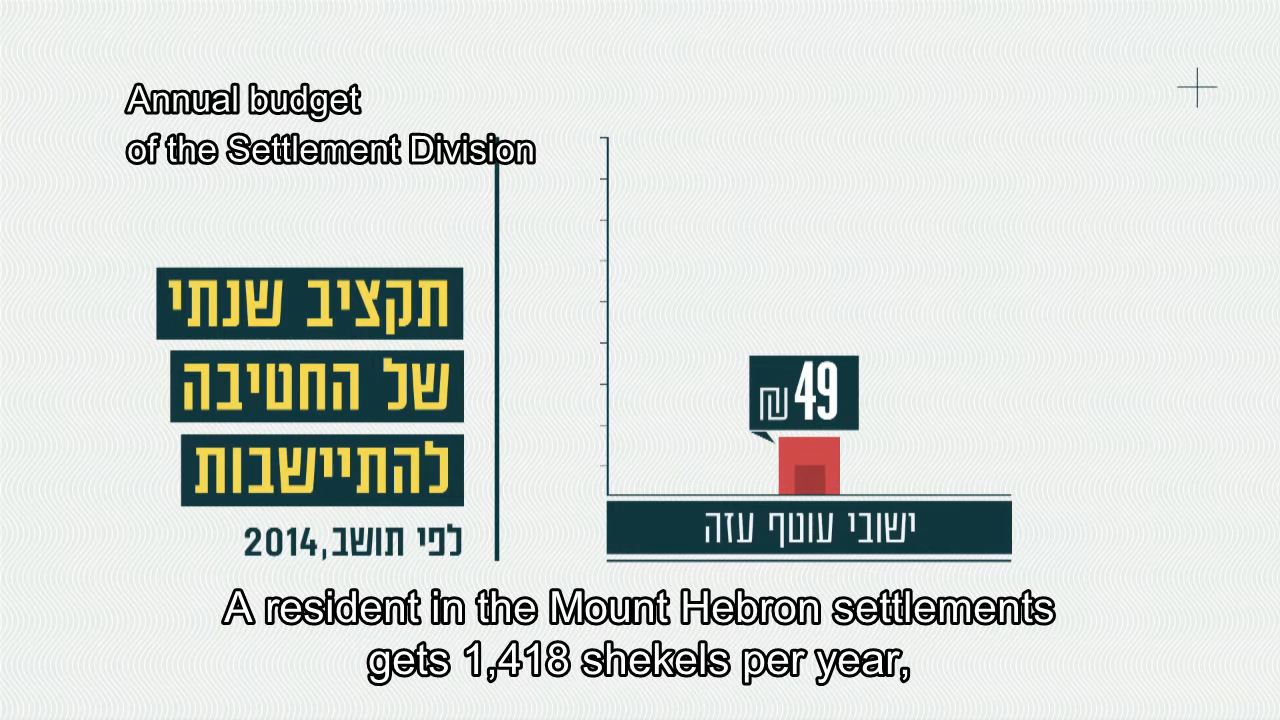 Annual budget
of the Settlement Division
תקציב שנתי
של החטיבה
להתיישבות
לפי תושב, 2014
49 ₪
ישובי עוטף עזה
A resident in the Mount Hebron settlements
gets 1,418 shekels per year,